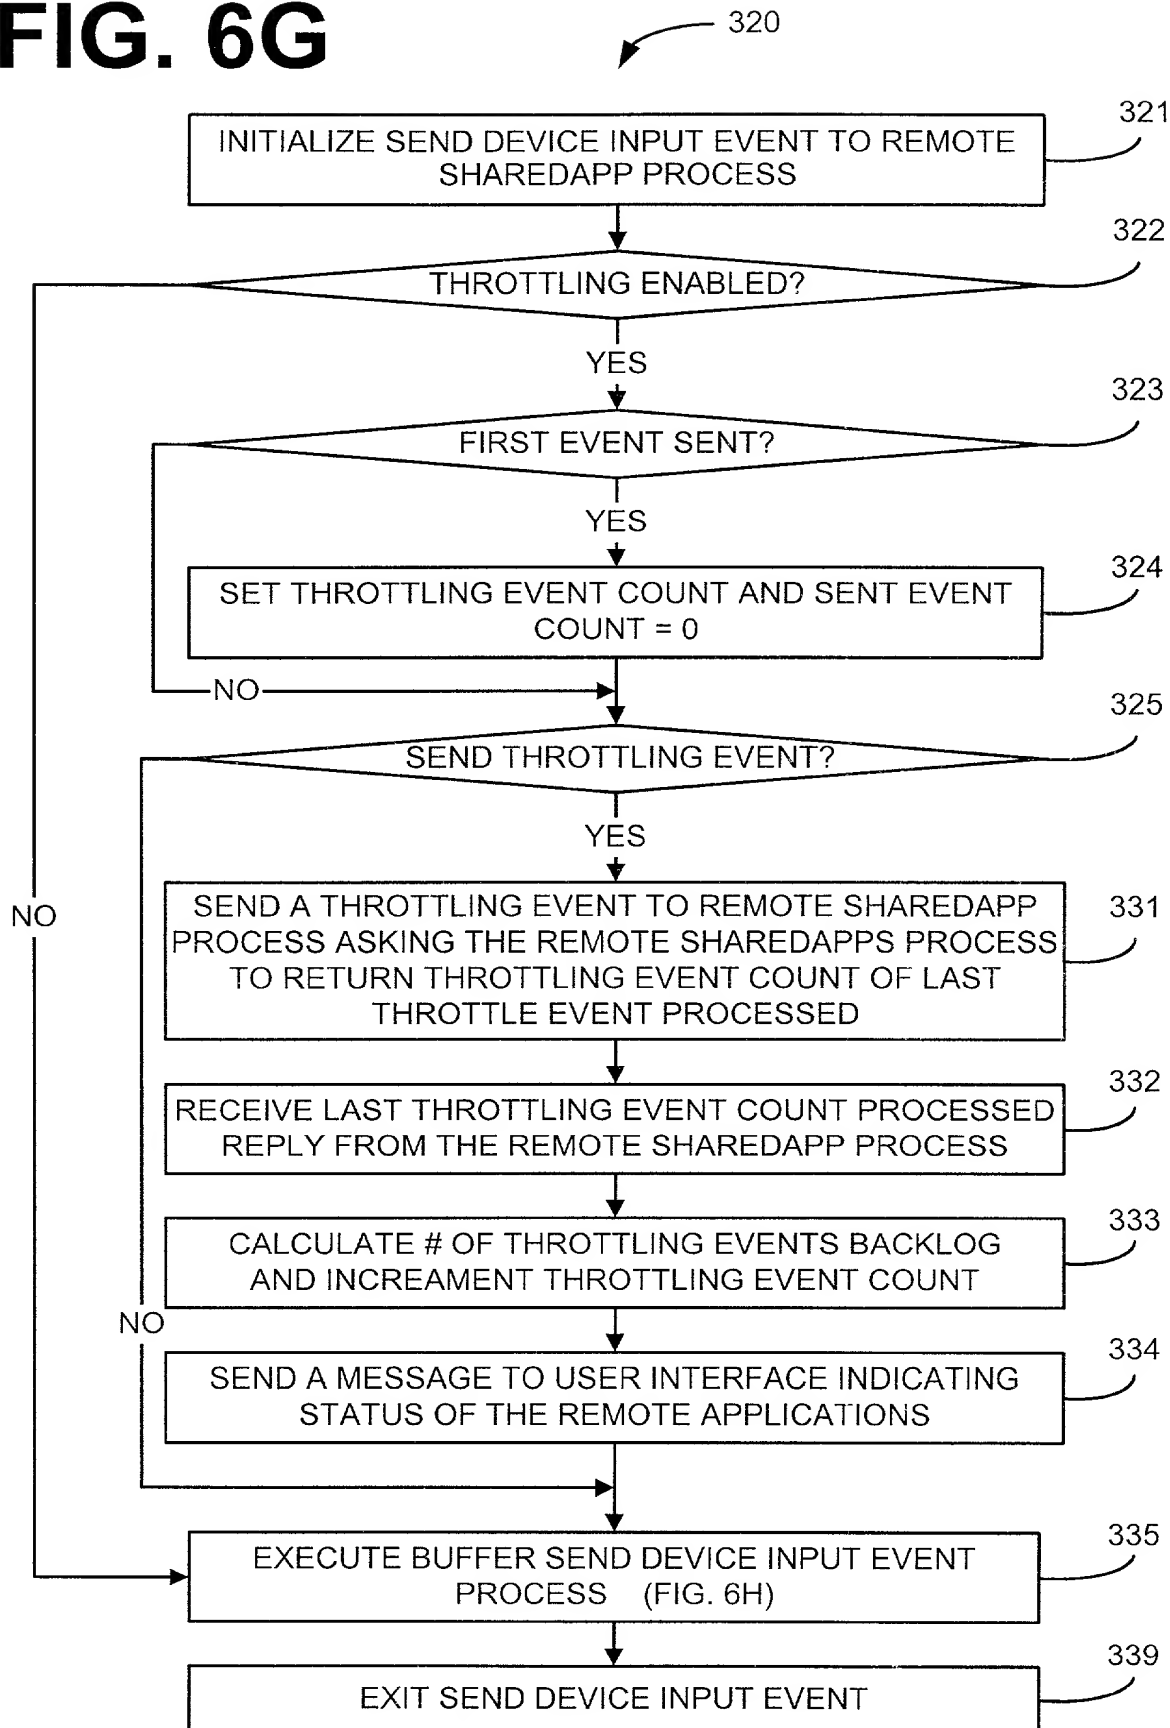 FIG. 6G
320
321
INITIALIZE SEND DEVICE INPUT EVENT TO REMOTE
SHAREDAPP PROCESS
322
THROTTLING ENABLED?
YES
323
FIRST EVENT SENT?
YES
324
SET THROTTLING EVENT COUNT AND SENT EVENT
COUNT = 0
NO
325
SEND THROTTLING EVENT?
YES
331
SEND A THROTTLING EVENT TO REMOTE SHAREDAPP
PROCESS ASKING THE REMOTE SHAREDAPPS PROCESS
TO RETURN THROTTLING EVENT COUNT OF LAST
THROTTLE EVENT PROCESSED
NO
332
RECEIVE LAST THROTTLING EVENT COUNT PROCESSED
REPLY FROM THE REMOTE SHAREDAPP PROCESS
333
CALCULATE # OF THROTTLING EVENTS BACKLOG
AND INCREAMENT THROTTLING EVENT COUNT
NO
334
SEND A MESSAGE TO USER INTERFACE INDICATING
STATUS OF THE REMOTE APPLICATIONS
335
EXECUTE BUFFER SEND DEVICE INPUT EVENT
PROCESS (FIG. 6H)
339
EXIT SEND DEVICE INPUT EVENT